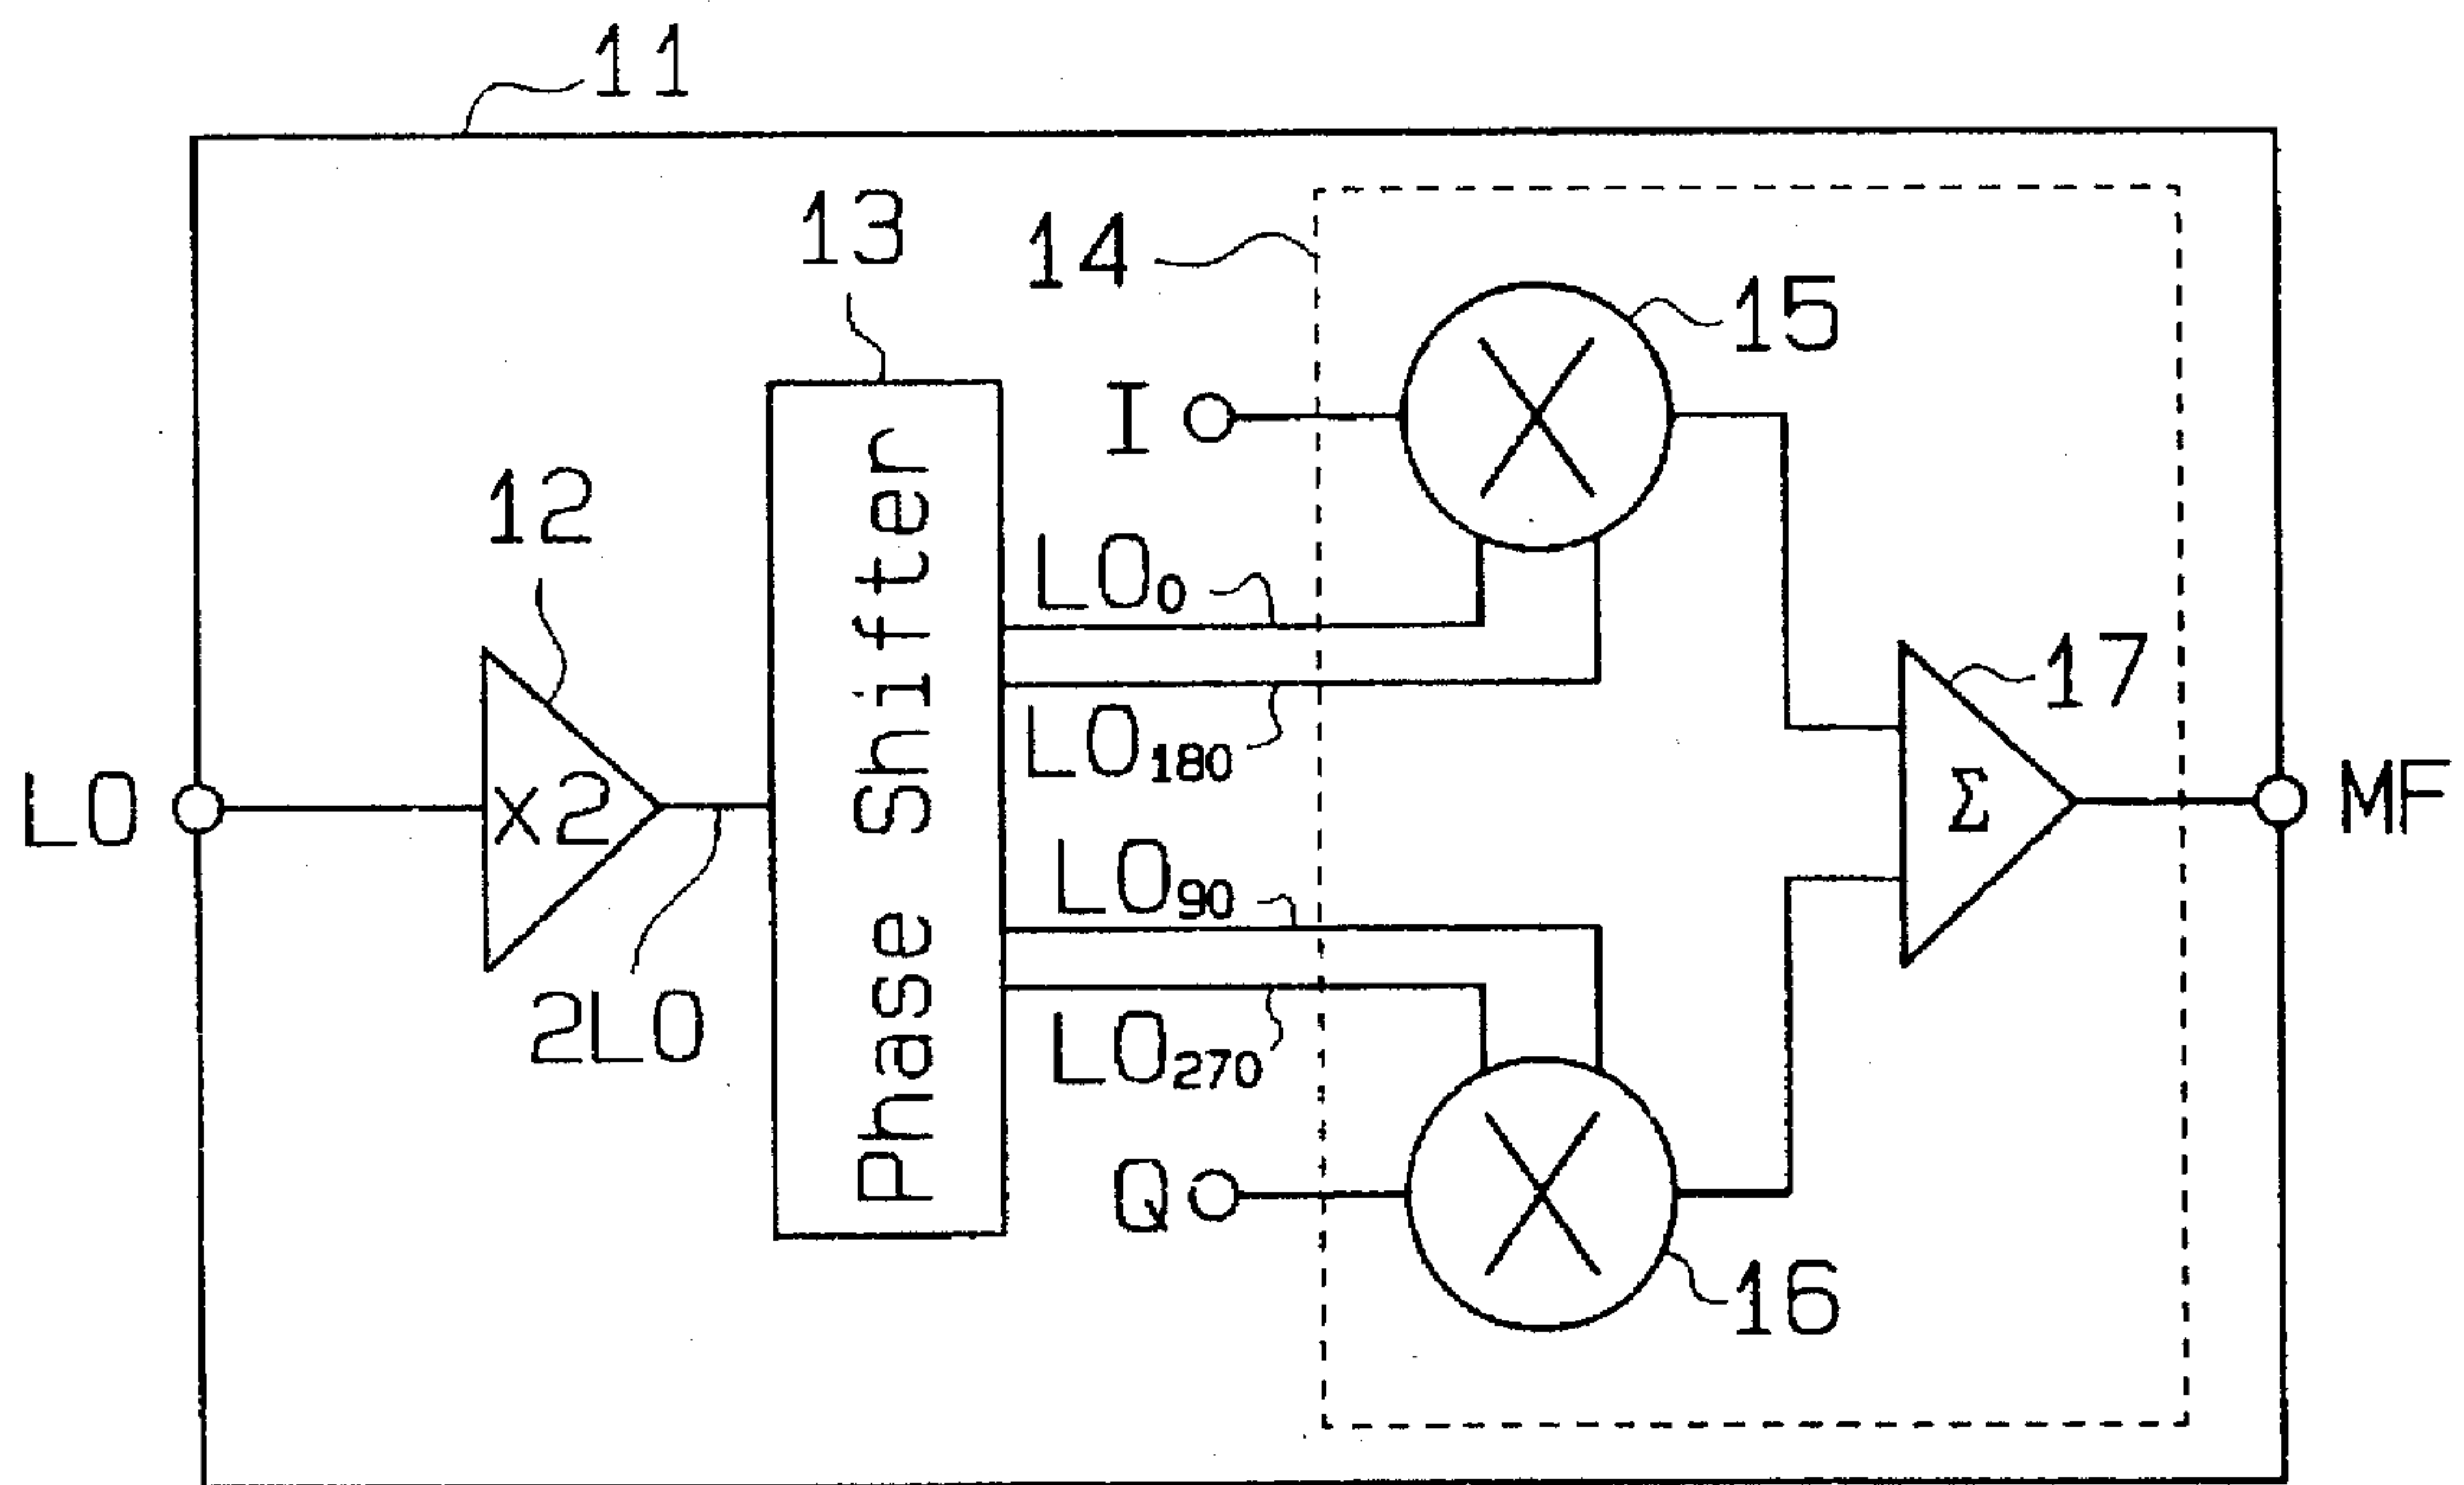 11
13
14
15
I
12
LO₀
17
LO₁₈₀
LO
x2
Phase Shifter
Σ
MF
LO₉₀
2LO
LO₂₇₀
Q
16